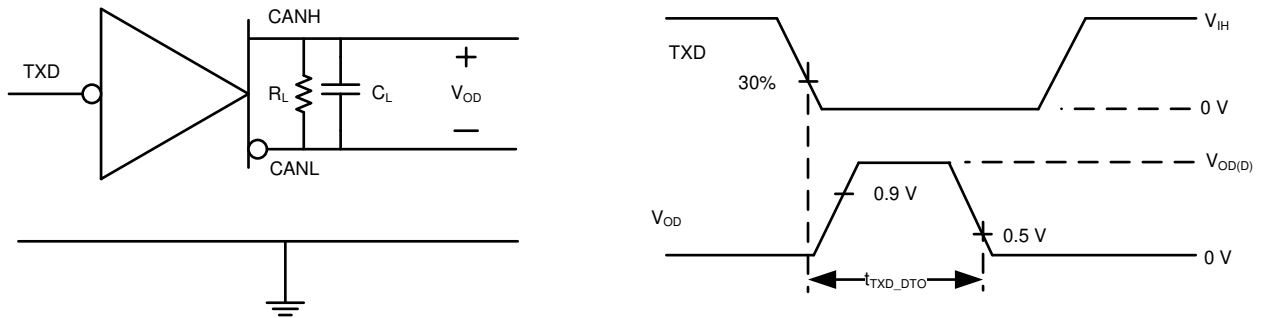 CANH
TXD
R_L
C_L
+
V_OD
—
CANL
TXD
V_IH
30%
0 V
V_OD(D)
0.9 V
V_OD
0.5 V
0 V
t_TXD_DTO